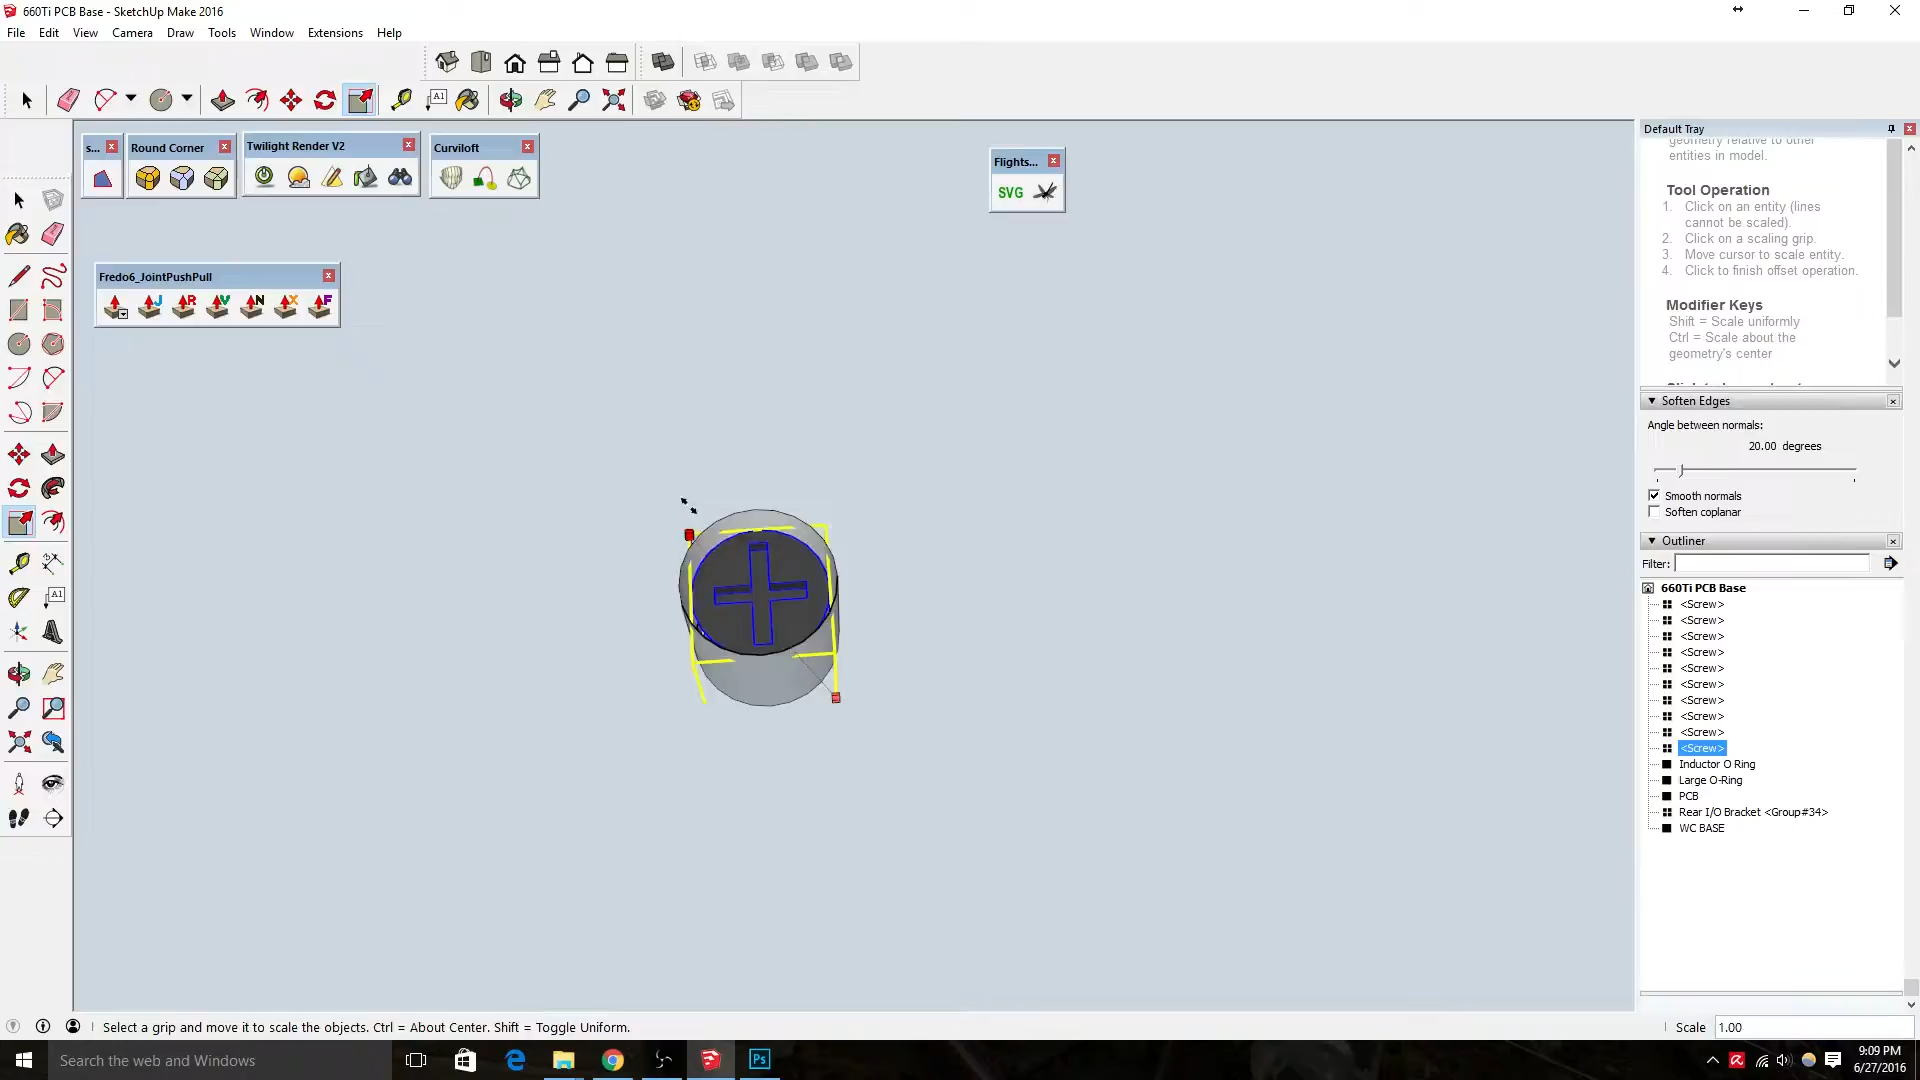 660Ti PCB Base - SketchUp Make 2016
File Edit View Camera Draw Tools Window Extensions Help
A1
s...
Round Corner
Twilight Render V2
Curviloft
Flights...
SVG
Fredo6_JointPushPull
J R V N X F
A1
Default Tray
geometry relative to other
entities in model.
Tool Operation
1. Click on an entity (lines
cannot be scaled).
2. Click on a scaling grip.
3. Move cursor to scale entity.
4. Click to finish offset operation.
Modifier Keys
Shift = Scale uniformly
Ctrl = Scale about the
geometry's center
Soften Edges
Angle between normals:
20.00 degrees
Smooth normals
Soften coplanar
Outliner
Filter:
660Ti PCB Base
<Screw>
<Screw>
<Screw>
<Screw>
<Screw>
<Screw>
<Screw>
<Screw>
<Screw>
<Screw>
Inductor O Ring
Large O-Ring
PCB
Rear I/O Bracket <Group#34>
WC BASE
Select a grip and move it to scale the objects. Ctrl = About Center. Shift = Toggle Uniform.
Scale 1.00
Search the web and Windows
Ps
9:09 PM
6/27/2016